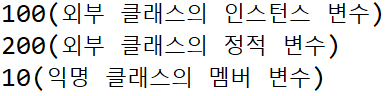 100(외부 클래스의 인스턴스 변수)
200(외부 클래스의 정적 변수)
10(익명 클래스의 멤버 변수)